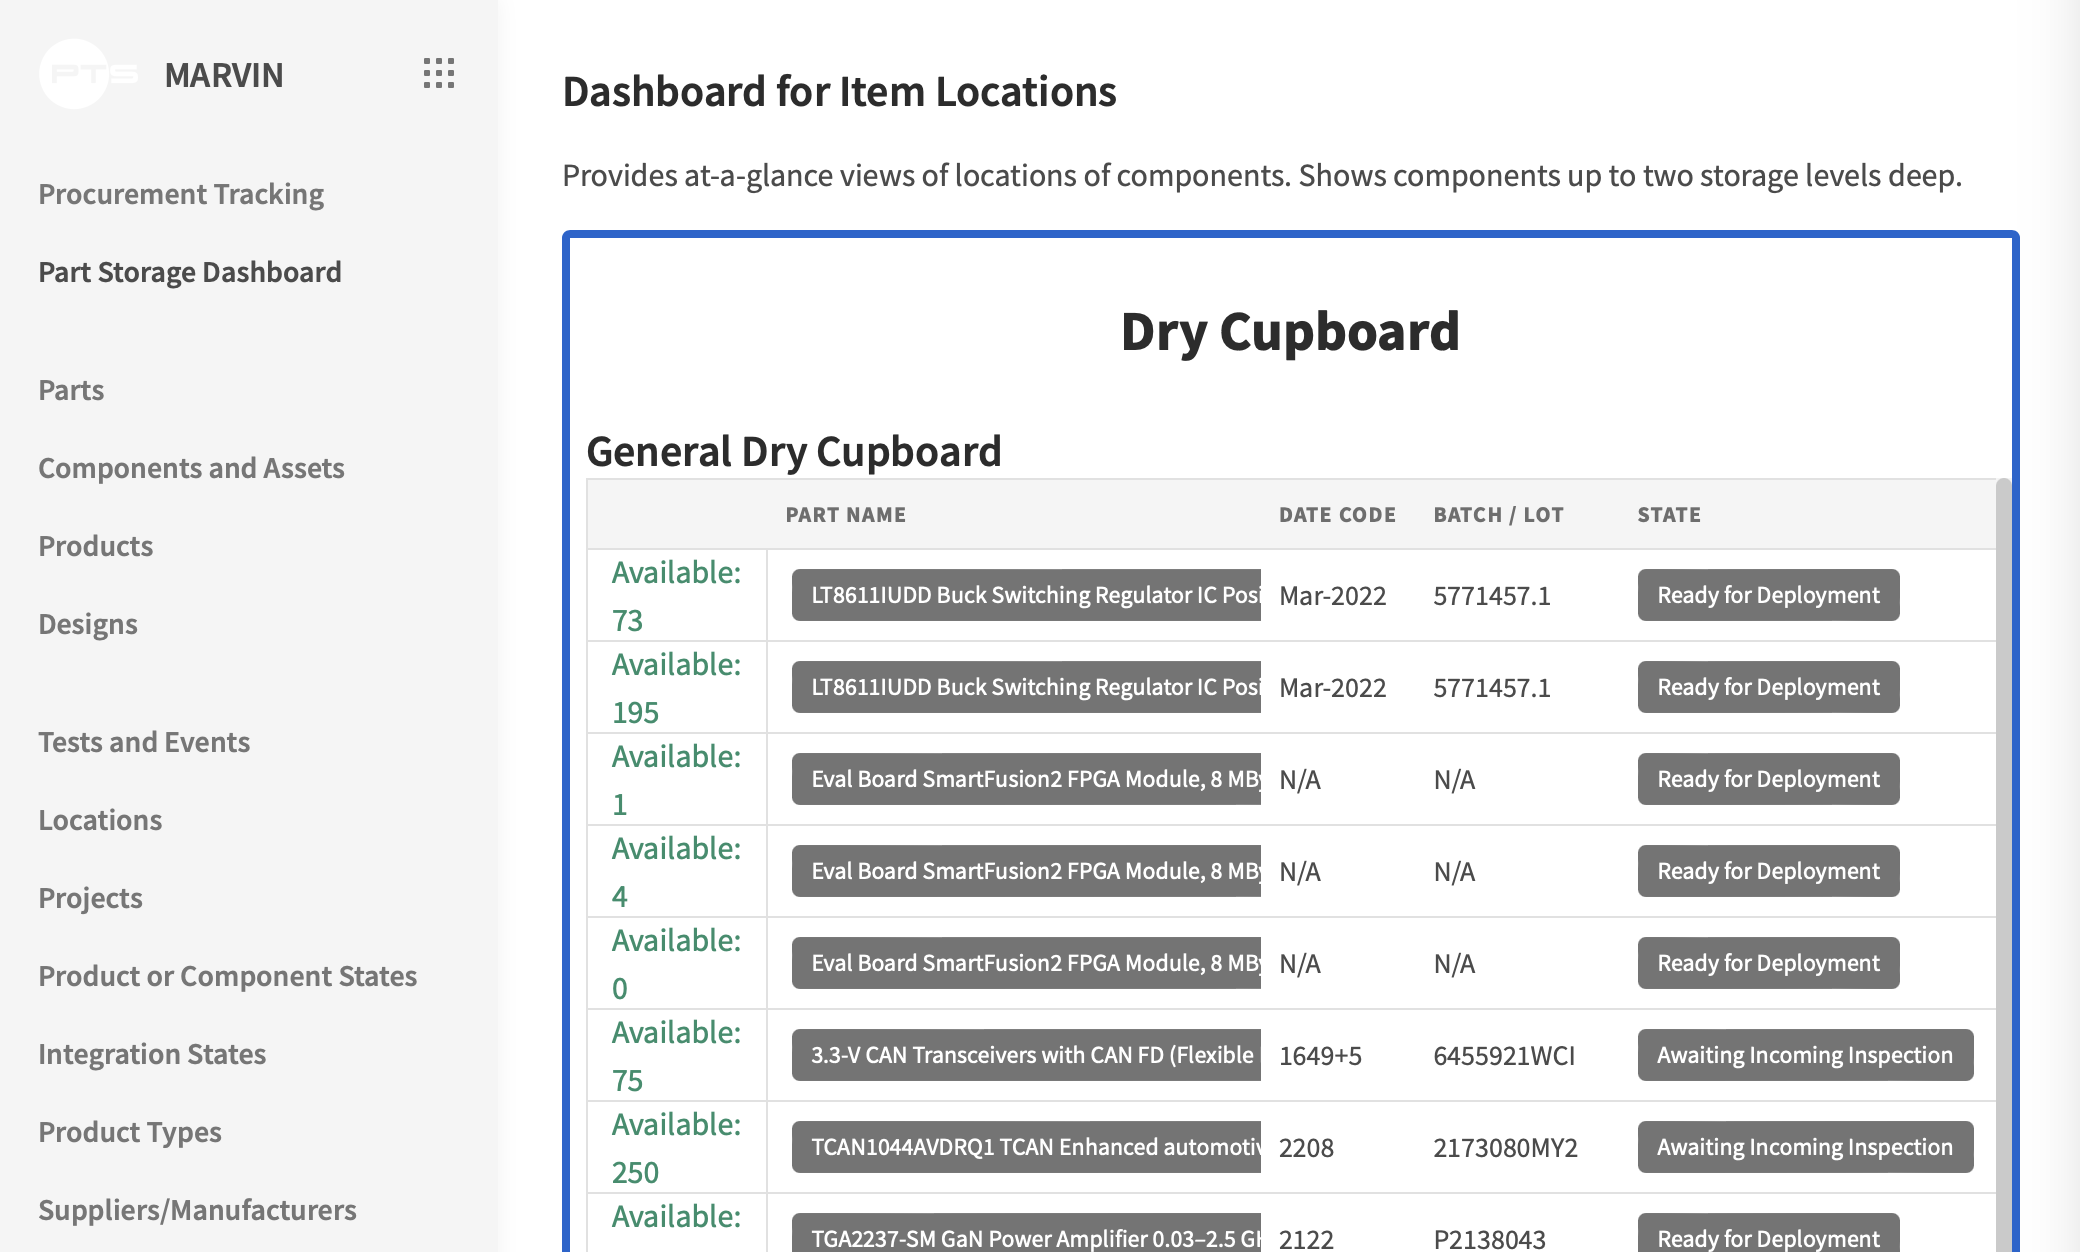 PTS MARVIN
Procurement Tracking
Part Storage Dashboard
Parts
Components and Assets
Products
Designs
Tests and Events
Locations
Projects
Product or Component States
Integration States
Product Types
Suppliers/Manufacturers
Dashboard for Item Locations
Provides at-a-glance views of locations of components. Shows components up to two storage levels deep.
Dry Cupboard
General Dry Cupboard
PART NAME DATE CODE BATCH / LOT STATE
Available: 73 LT8611IUDD Buck Switching Regulator IC Posi Mar-2022 5771457.1 Ready for Deployment
Available: 195 LT8611IUDD Buck Switching Regulator IC Posi Mar-2022 5771457.1 Ready for Deployment
Available: 1 Eval Board SmartFusion2 FPGA Module, 8 MBy N/A N/A Ready for Deployment
Available: 4 Eval Board SmartFusion2 FPGA Module, 8 MBy N/A N/A Ready for Deployment
Available: 0 Eval Board SmartFusion2 FPGA Module, 8 MBy N/A N/A Ready for Deployment
Available: 75 3.3-V CAN Transceivers with CAN FD (Flexible 1649+5 6455921WCI Awaiting Incoming Inspection
Available: 250 TCAN1044AVDRQ1 TCAN Enhanced automotiv 2208 2173080MY2 Awaiting Incoming Inspection
Available: TGA2237-SM GaN Power Amplifier 0.03–2.5 GH 2122 P2138043 Ready for Deployment